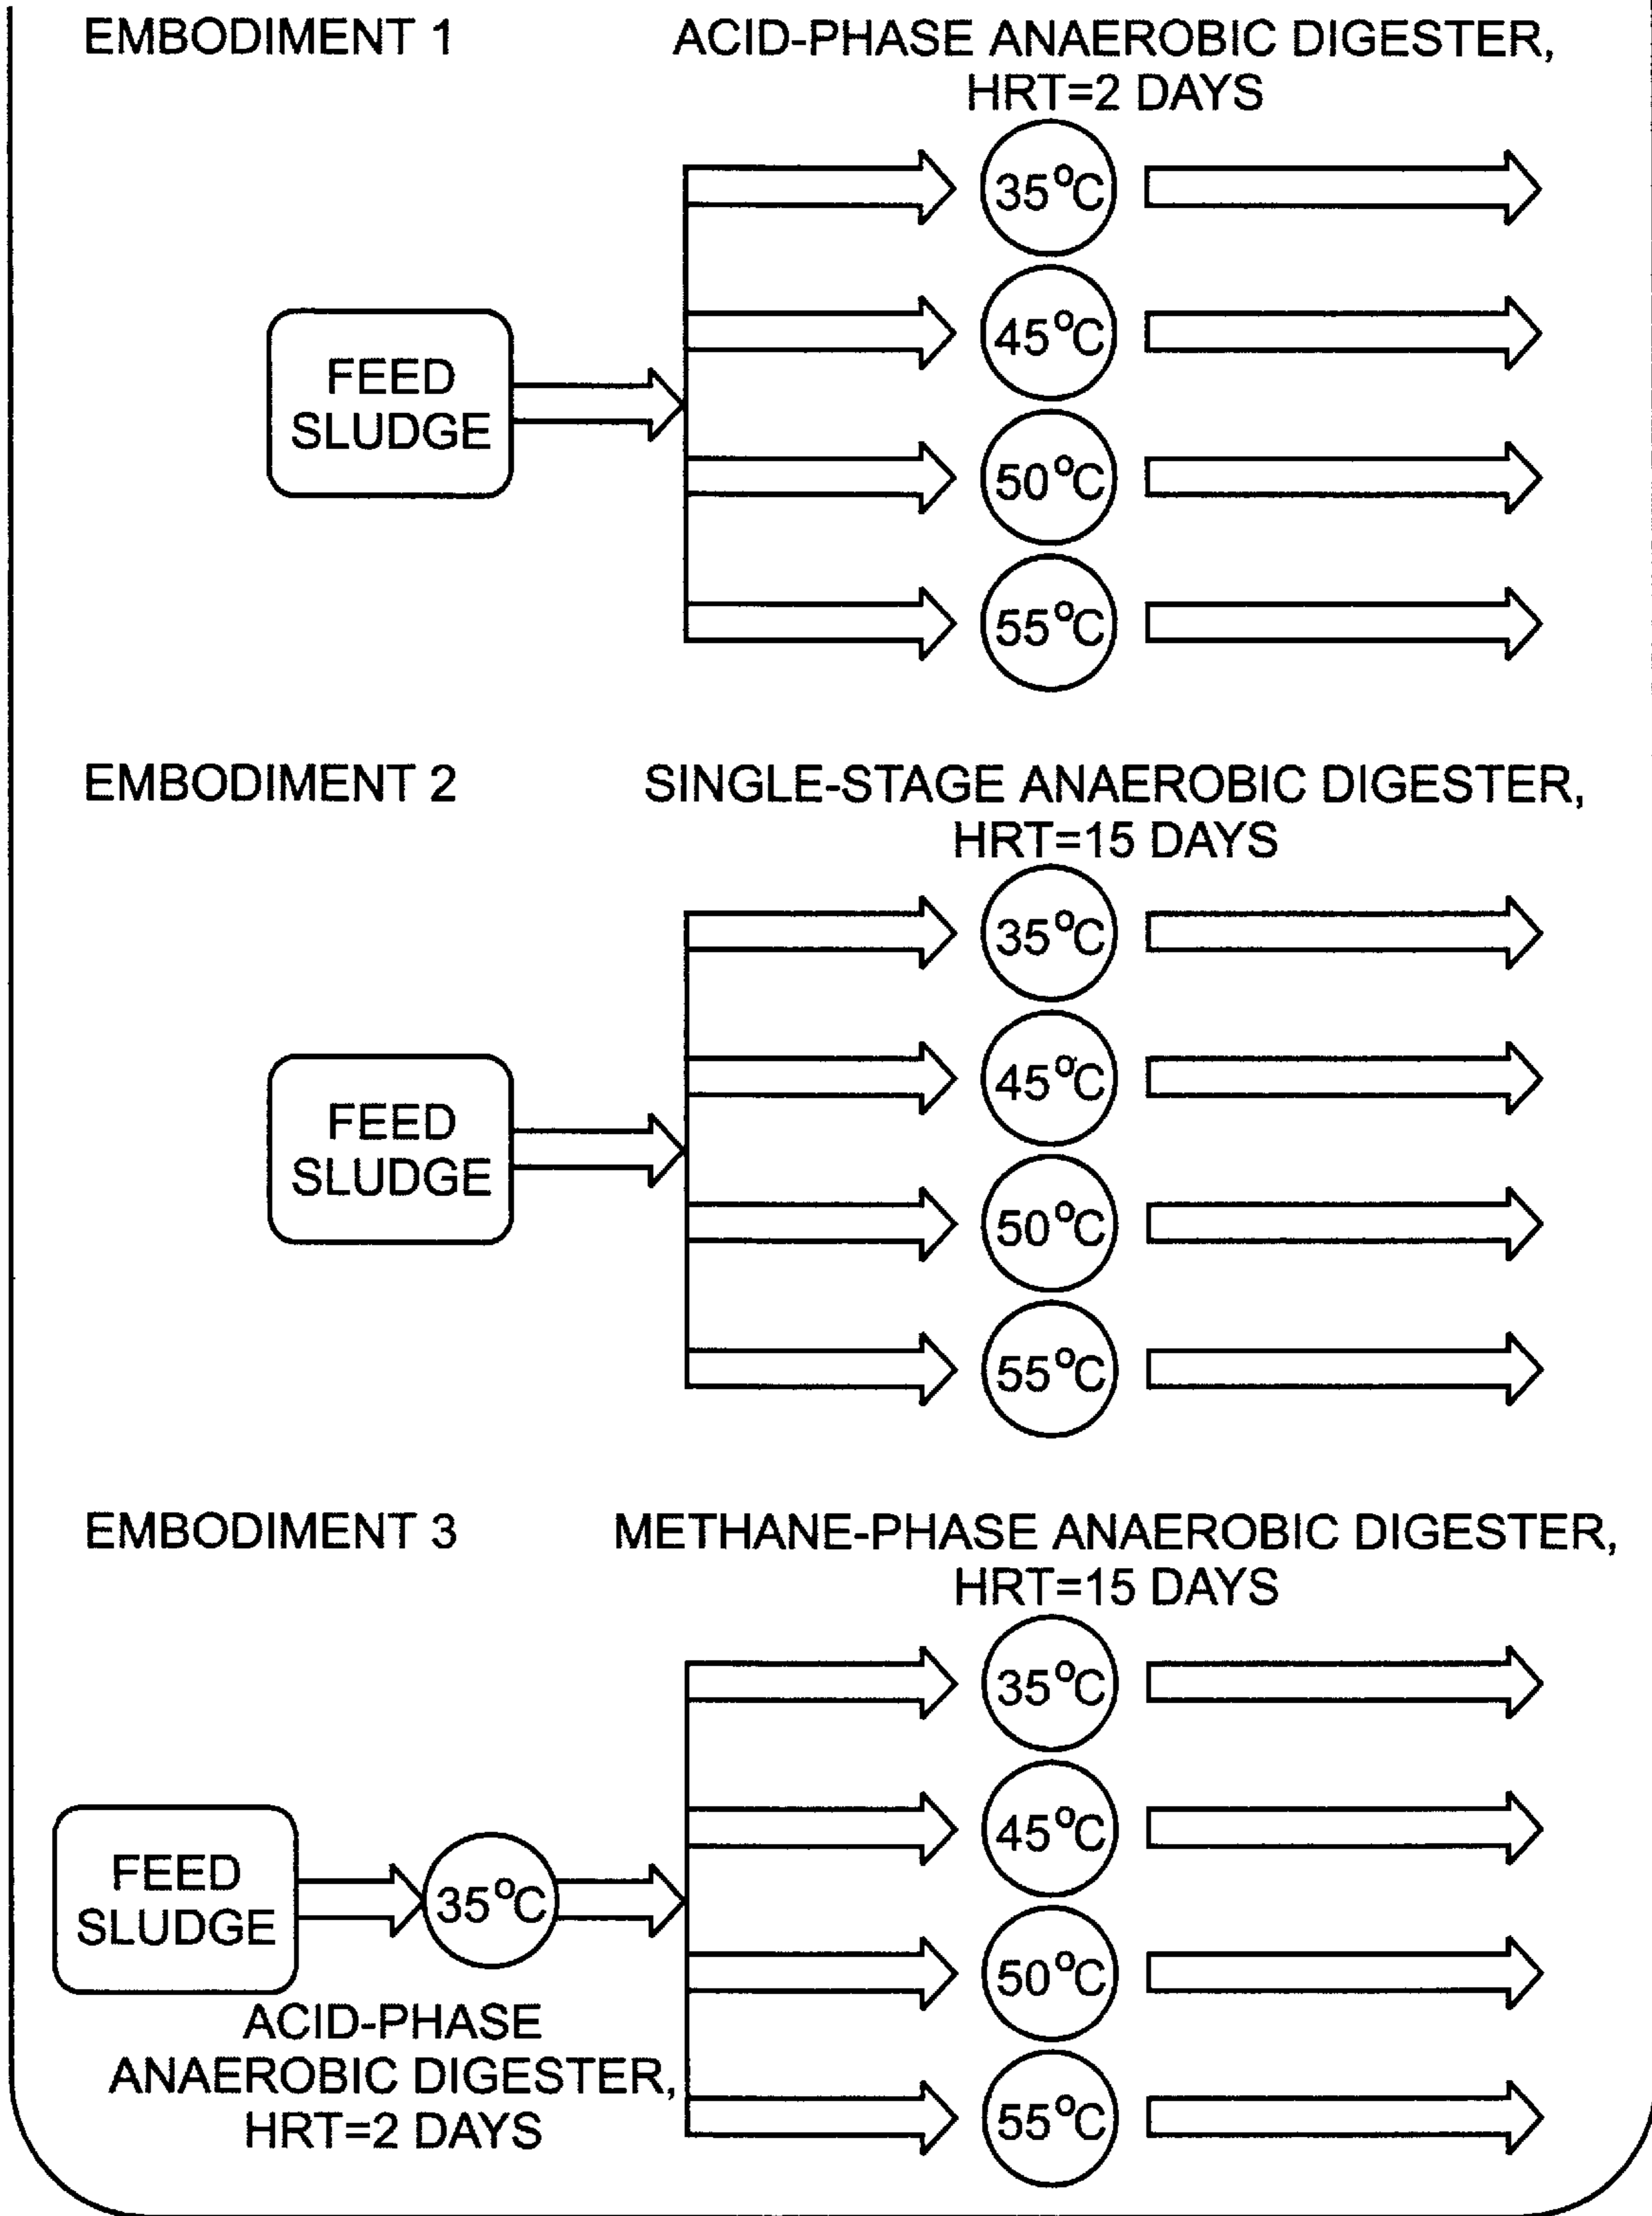 EMBODIMENT 1
ACID-PHASE ANAEROBIC DIGESTER,
HRT=2 DAYS
35°C
45°C
FEED
SLUDGE
50°C
55°C
EMBODIMENT 2
SINGLE-STAGE ANAEROBIC DIGESTER,
HRT=15 DAYS
35°C
45°C
FEED
SLUDGE
50°C
55°C
EMBODIMENT 3
METHANE-PHASE ANAEROBIC DIGESTER,
HRT=15 DAYS
35°C
45°C
FEED
SLUDGE
35°C
50°C
ACID-PHASE
ANAEROBIC DIGESTER,
HRT=2 DAYS
55°C